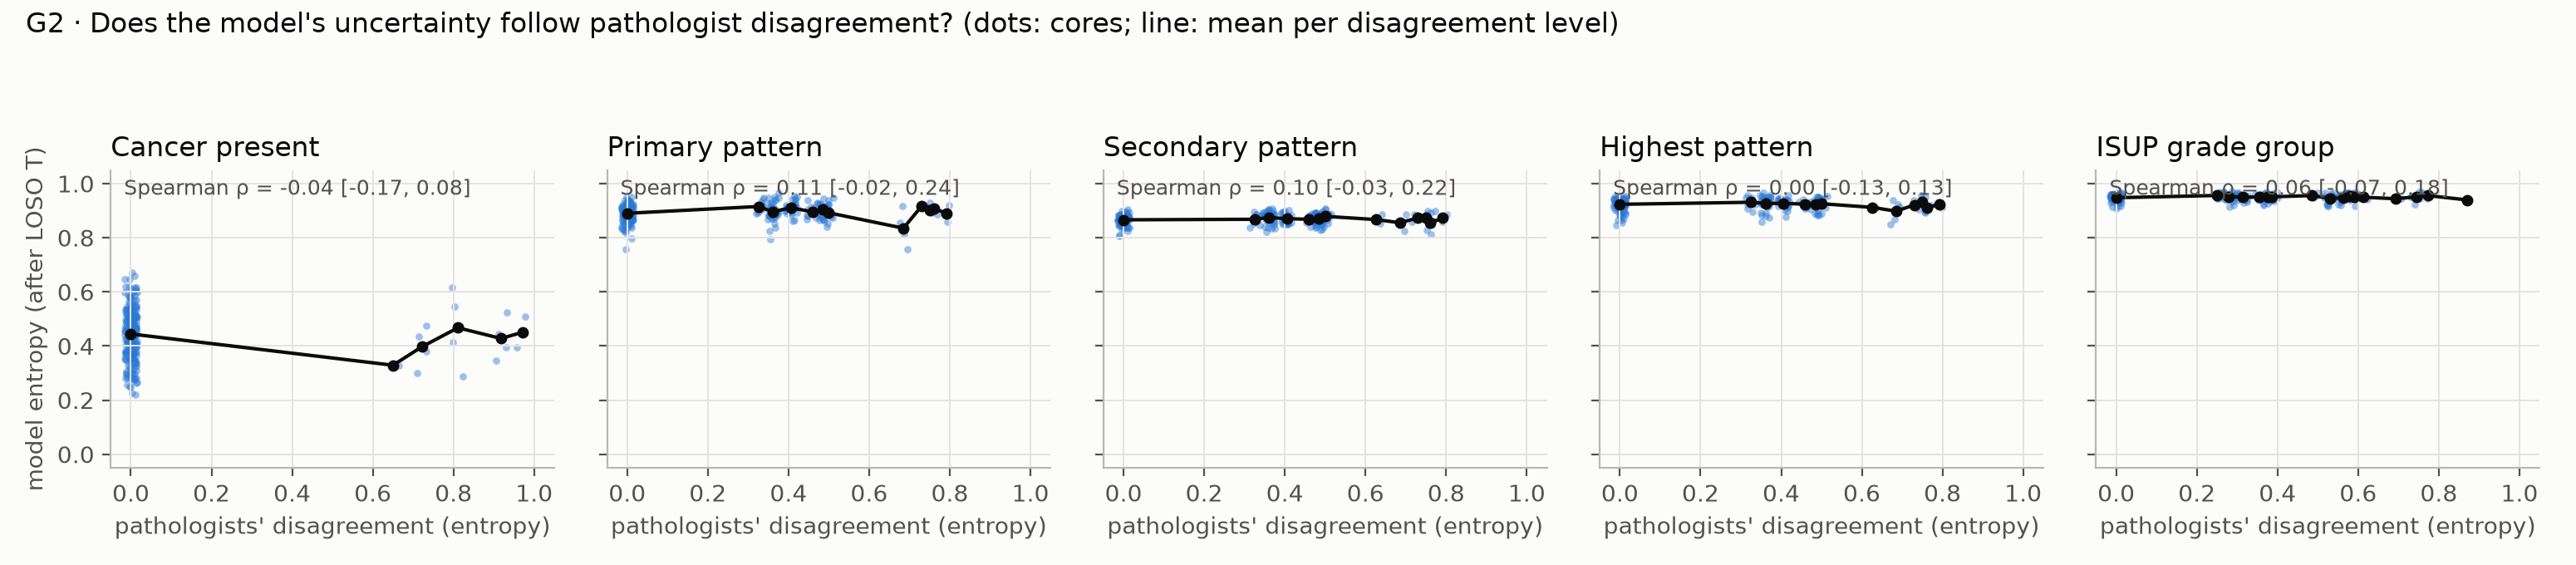 G2 · Does the model's uncertainty follow pathologist disagreement? (dots: cores; line: mean per disagreement level)
Cancer present
Primary pattern
Secondary pattern
Highest pattern
ISUP grade group
Spearman ρ = -0.04 [-0.17, 0.08]
Spearman ρ = 0.11 [-0.02, 0.24]
Spearman ρ = 0.10 [-0.03, 0.22]
Spearman ρ = 0.00 [-0.13, 0.13]
Spearman ρ = 0.06 [-0.07, 0.18]
model entropy (after LOSO T)
1.0
0.8
0.6
0.4
0.2
0.0
0.0 0.2 0.4 0.6 0.8 1.0
0.0 0.2 0.4 0.6 0.8 1.0
0.0 0.2 0.4 0.6 0.8 1.0
0.0 0.2 0.4 0.6 0.8 1.0
0.0 0.2 0.4 0.6 0.8 1.0
pathologists' disagreement (entropy)
pathologists' disagreement (entropy)
pathologists' disagreement (entropy)
pathologists' disagreement (entropy)
pathologists' disagreement (entropy)